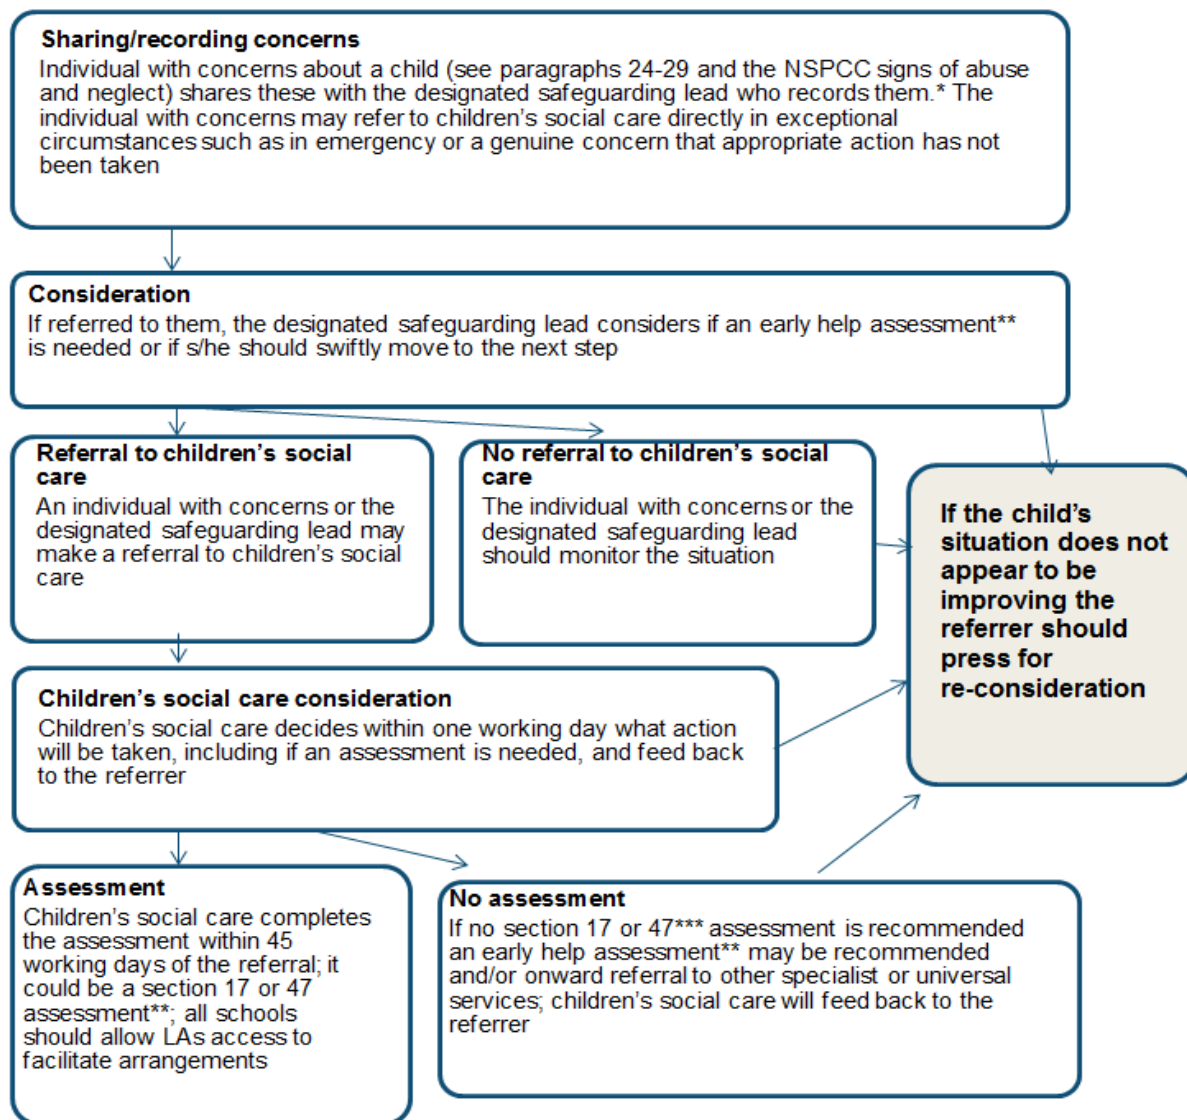 Sharing/recording concerns
Individual with concerns about a child (see paragraphs 24-29 and the NSPCC signs of abuse
and neglect) shares these with the designated safeguarding lead who records them.* The
individual with concerns may refer to children’s social care directly in exceptional
circumstances such as in emergency or a genuine concern that appropriate action has not
been taken
Consideration
If referred to them, the designated safeguarding lead considers if an early help assessment**
is needed or if s/he should swiftly move to the next step
Referral to children’s social
care
An individual with concerns or the
designated safeguarding lead may
make a referral to children’s social
care
No referral to children’s social
care
The individual with concerns or the
designated safeguarding lead
should monitor the situation
If the child’s
situation does not
appear to be
improving the
referrer should
press for
re-consideration
Children’s social care consideration
Children’s social care decides within one working day what action
will be taken, including if an assessment is needed, and feed back
to the referrer
Assessment
Children’s social care completes
the assessment within 45
working days of the referral; it
could be a section 17 or 47
assessment**; all schools
should allow LAs access to
facilitate arrangements
No assessment
If no section 17 or 47*** assessment is recommended
an early help assessment** may be recommended
and/or onward referral to other specialist or universal
services; children’s social care will feed back to the
referrer